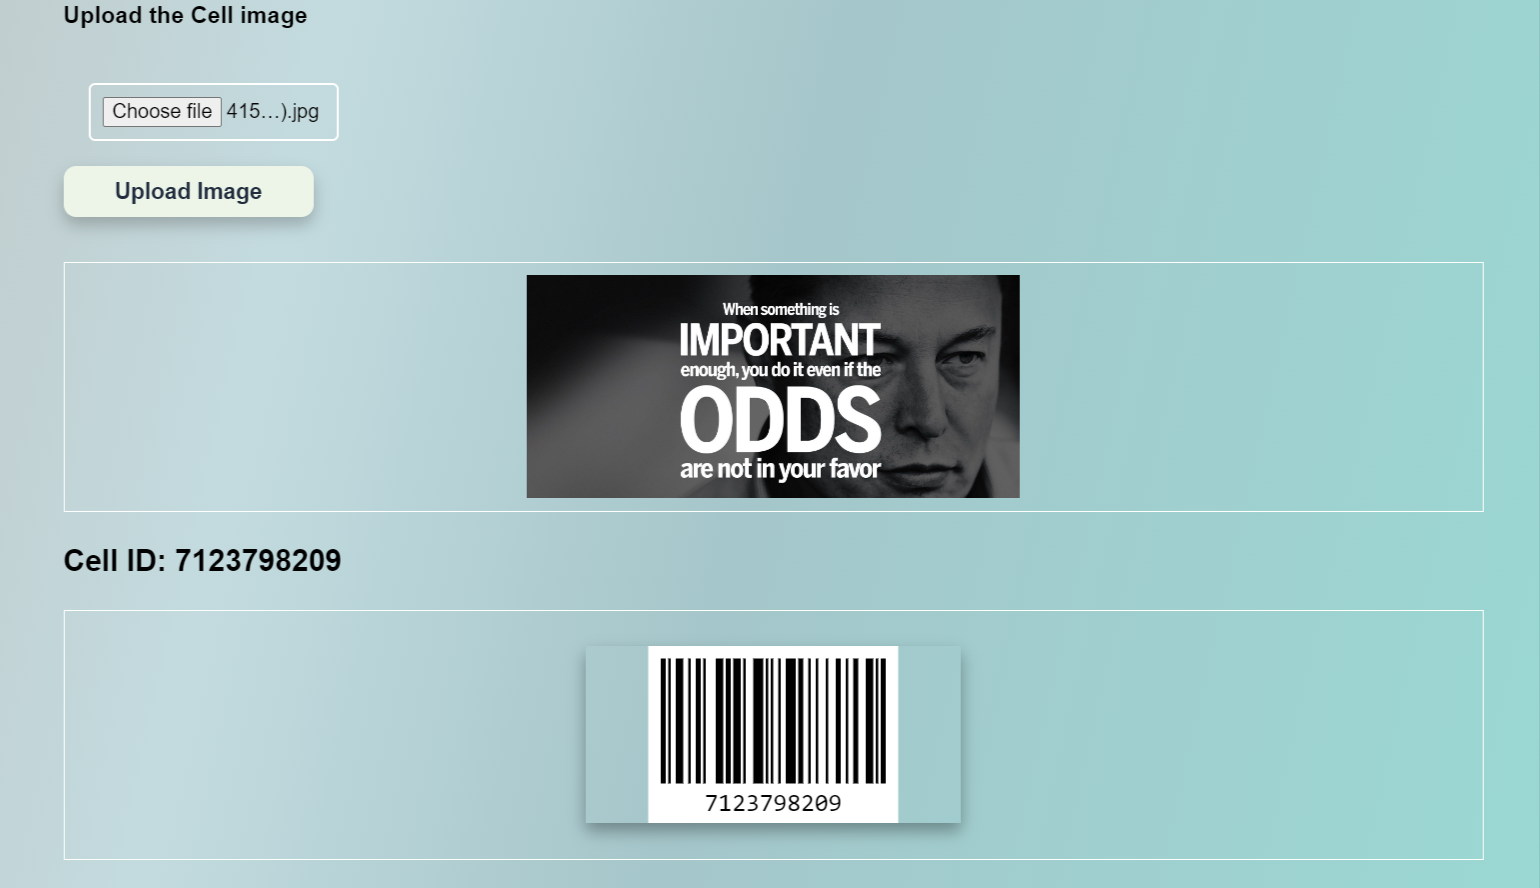 Upload the Cell image
Choose file 415...).jpg
Upload Image
When something is
IMPORTANT
enough, you do it even if the
ODDS
are not in your favor
Cell ID: 7123798209
7123798209